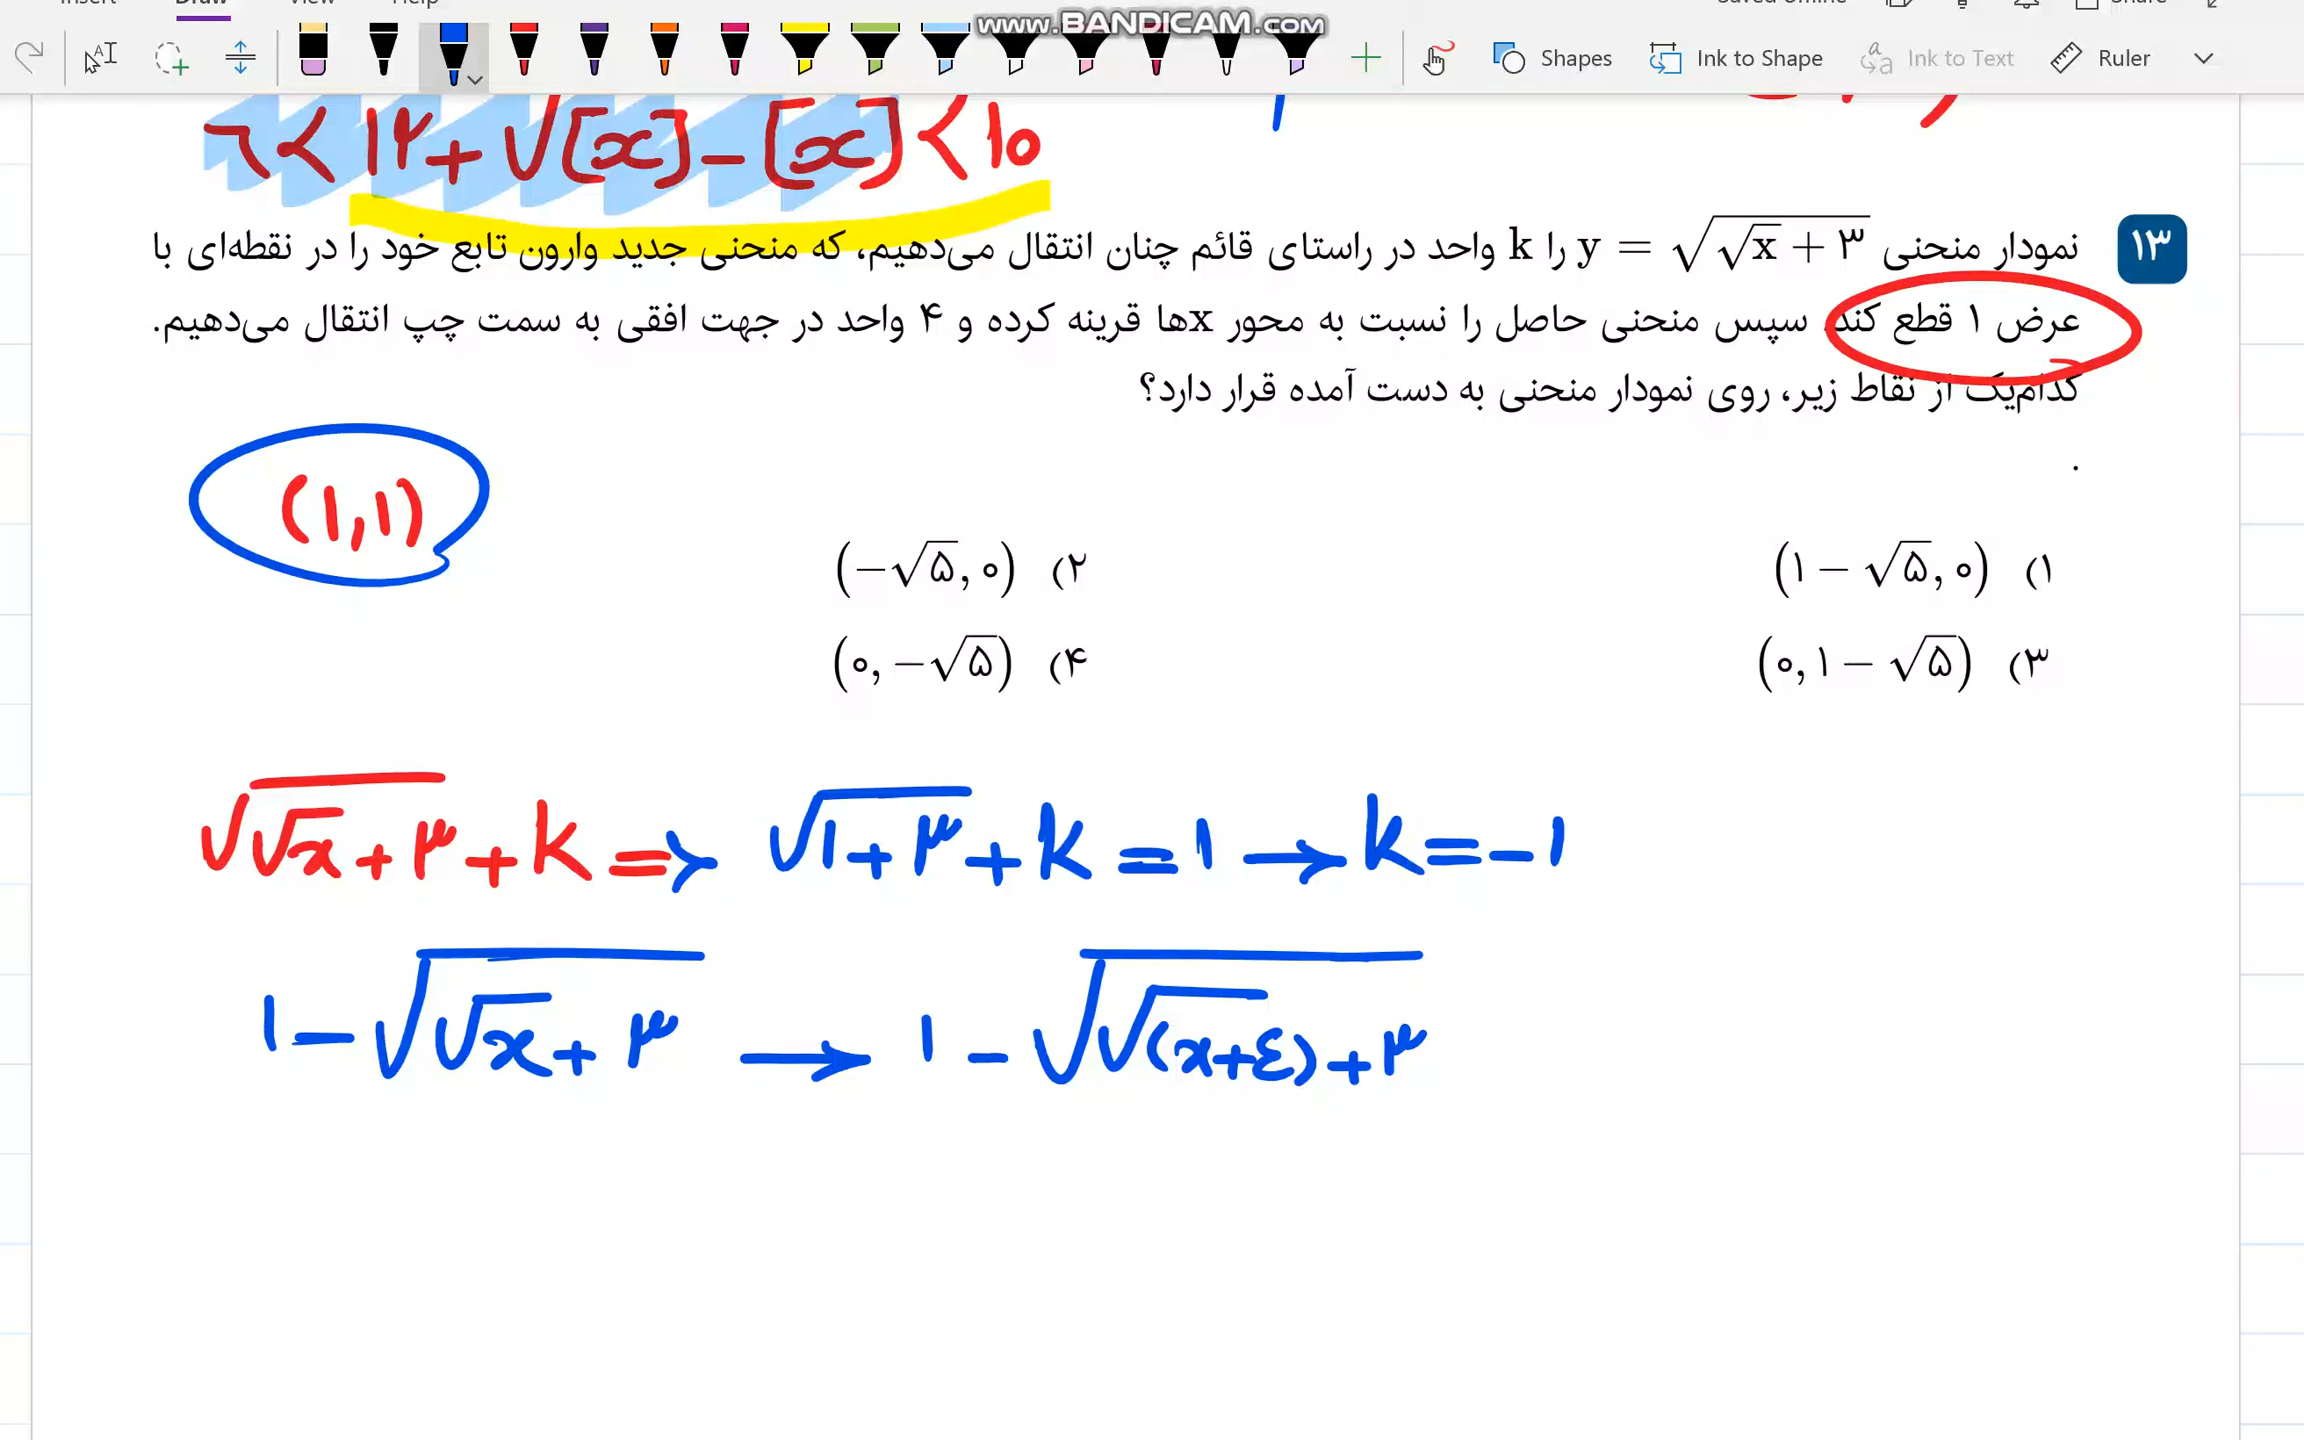 www.BANDICAM.com
Shapes Ink to Shape Ink to Text Ruler
< ۱۴ + √[x] − [x] < ۱۰
۱۳ نمودار منحنی y = √(√x + ۳) را k واحد در راستای قائم چنان انتقال می‌دهیم، که منحنی جدید وارون تابع خود را در نقطه‌ای با
عرض ۱ قطع کند. سپس منحنی حاصل را نسبت به محور xها قرینه کرده و ۴ واحد در جهت افقی به سمت چپ انتقال می‌دهیم.
کدام‌یک از نقاط زیر، روی نمودار منحنی به دست آمده قرار دارد؟
.
(۱,۱)
۱) (۱ − √۵, ۰) ۲) (−√۵, ۰)
۳) (۰, ۱ − √۵) ۴) (۰, −√۵)
√(√x + ۳) + k => √(۱ + ۳) + k = ۱ → k = −۱
۱ − √(√x + ۳) → ۱ − √(√(x+٤) + ۳)